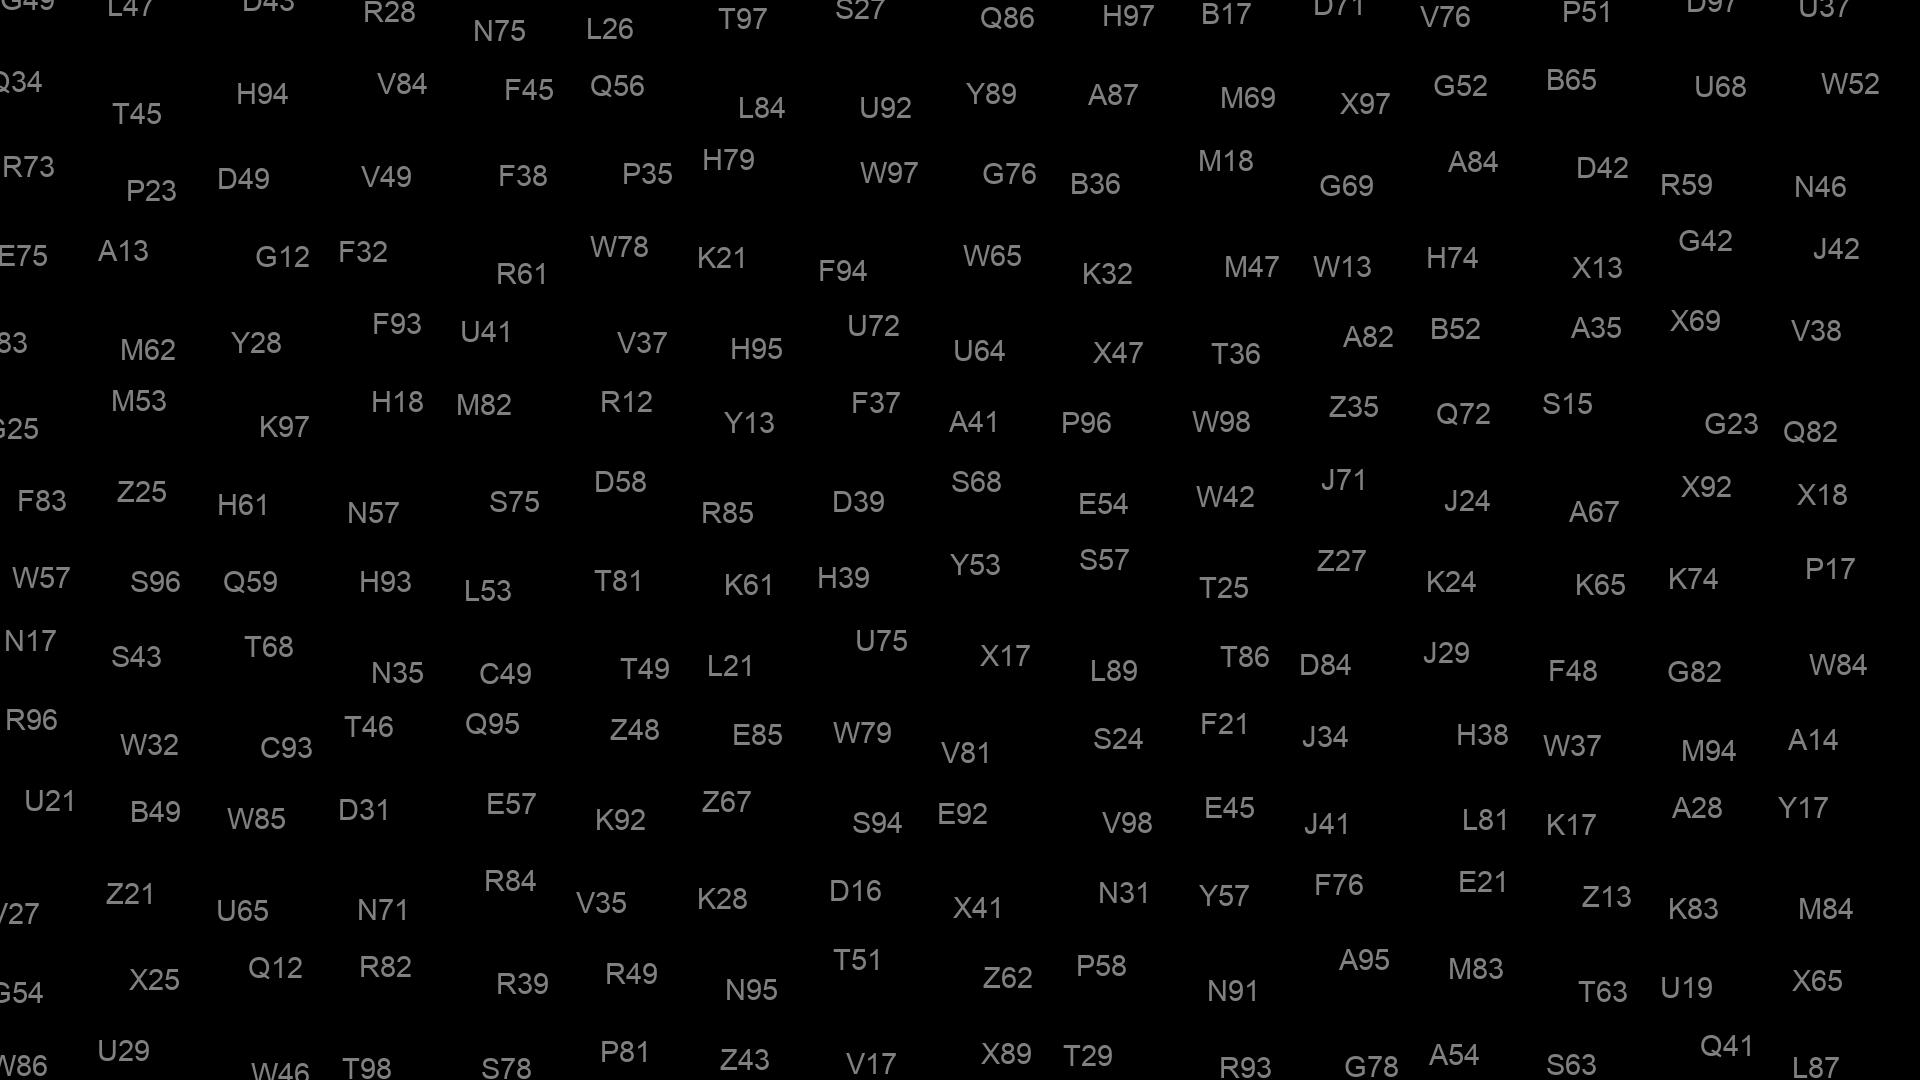 G49 L47 D43 R28 N75 L26 T97 S27 Q86 H97 B17 D71 V76 P51 D97 U37
Q34 T45 H94 V84 F45 Q56 L84 U92 Y89 A87 M69 X97 G52 B65 U68 W52
R73 P23 D49 V49 F38 P35 H79 W97 G76 B36 M18 G69 A84 D42 R59 N46
E75 A13 G12 F32 R61 W78 K21 F94 W65 K32 M47 W13 H74 X13 G42 J42
83 M62 Y28 F93 U41 V37 H95 U72 U64 X47 T36 A82 B52 A35 X69 V38
G25 M53 K97 H18 M82 R12 Y13 F37 A41 P96 W98 Z35 Q72 S15 G23 Q82
F83 Z25 H61 N57 S75 D58 R85 D39 S68 E54 W42 J71 J24 A67 X92 X18
W57 S96 Q59 H93 L53 T81 K61 H39 Y53 S57 T25 Z27 K24 K65 K74 P17
N17 S43 T68 N35 C49 T49 L21 U75 X17 L89 T86 D84 J29 F48 G82 W84
R96 W32 C93 T46 Q95 Z48 E85 W79 V81 S24 F21 J34 H38 W37 M94 A14
U21 B49 W85 D31 E57 K92 Z67 S94 E92 V98 E45 J41 L81 K17 A28 Y17
V27 Z21 U65 N71 R84 V35 K28 D16 X41 N31 Y57 F76 E21 Z13 K83 M84
G54 X25 Q12 R82 R39 R49 N95 T51 Z62 P58 N91 A95 M83 T63 U19 X65
W86 U29 W46 T98 S78 P81 Z43 V17 X89 T29 R93 G78 A54 S63 Q41 L87